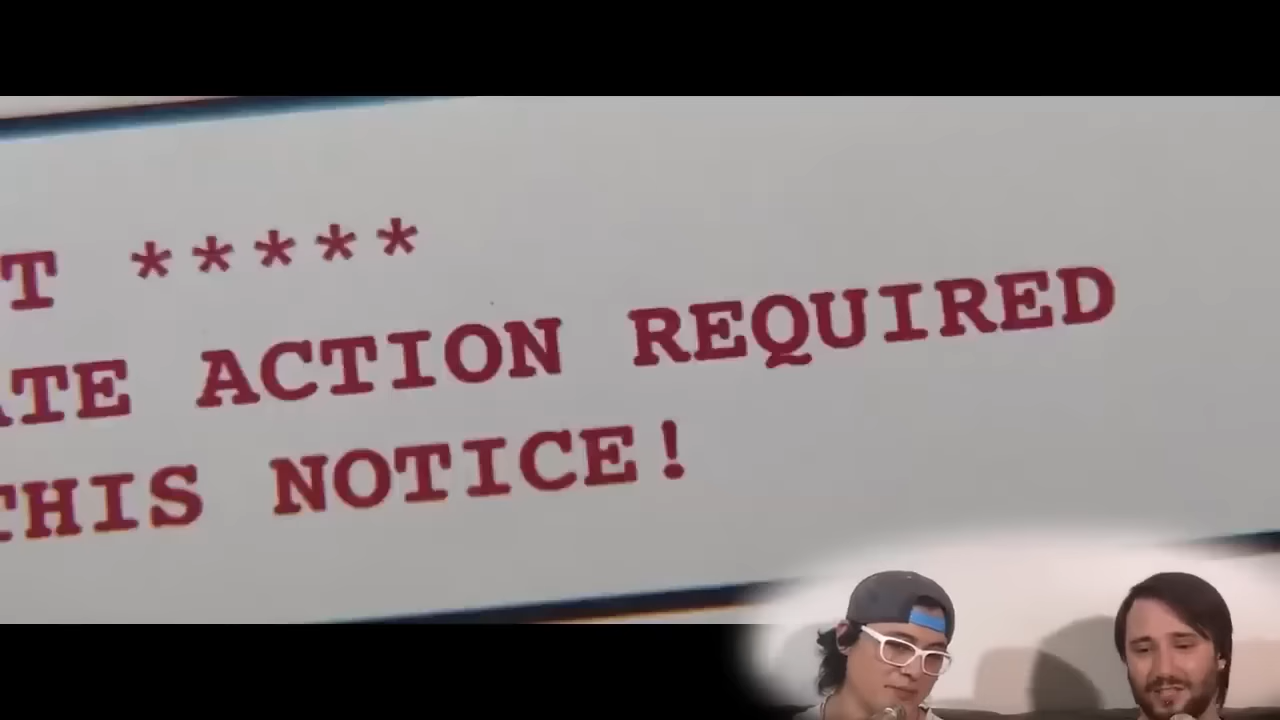 T *****
ATE ACTION REQUIRED
THIS NOTICE!